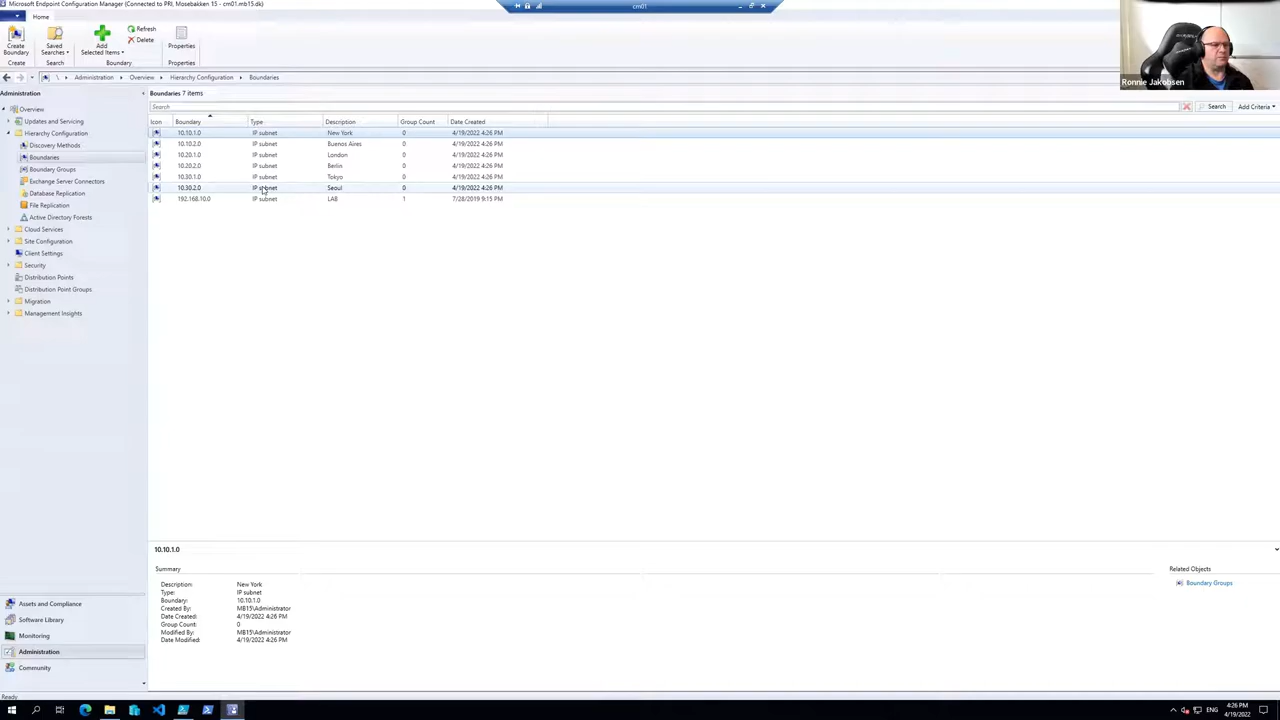 Microsoft Endpoint Configuration Manager (Connected to PRI, Mosebakken 15 - cm01.mb15.dk)
cm01
Home
Create Boundary
Saved Searches
Add Selected Items
Refresh
Delete
Properties
Create
Search
Boundary
Properties
Ronnie Jakobsen
\ Administration Overview Hierarchy Configuration Boundaries
Administration
Overview
Updates and Servicing
Hierarchy Configuration
Discovery Methods
Boundaries
Boundary Groups
Exchange Server Connectors
Database Replication
File Replication
Active Directory Forests
Cloud Services
Site Configuration
Client Settings
Security
Distribution Points
Distribution Point Groups
Migration
Management Insights
Boundaries 7 items
Search
Search
Add Criteria
Icon Boundary Type Description Group Count Date Created
10.10.1.0 IP subnet New York 0 4/19/2022 4:26 PM
10.10.2.0 IP subnet Buenos Aires 0 4/19/2022 4:26 PM
10.20.1.0 IP subnet London 0 4/19/2022 4:26 PM
10.20.2.0 IP subnet Berlin 0 4/19/2022 4:26 PM
10.30.1.0 IP subnet Tokyo 0 4/19/2022 4:26 PM
10.30.2.0 IP subnet Seoul 0 4/19/2022 4:26 PM
192.168.10.0 IP subnet LAB 1 7/28/2019 9:15 PM
10.10.1.0
Summary
Description: New York
Type: IP subnet
Boundary: 10.10.1.0
Created By: MB15\Administrator
Date Created: 4/19/2022 4:26 PM
Group Count: 0
Modified By: MB15\Administrator
Date Modified: 4/19/2022 4:26 PM
Related Objects
Boundary Groups
Assets and Compliance
Software Library
Monitoring
Administration
Community
Ready
ENG
4:26 PM
4/19/2022